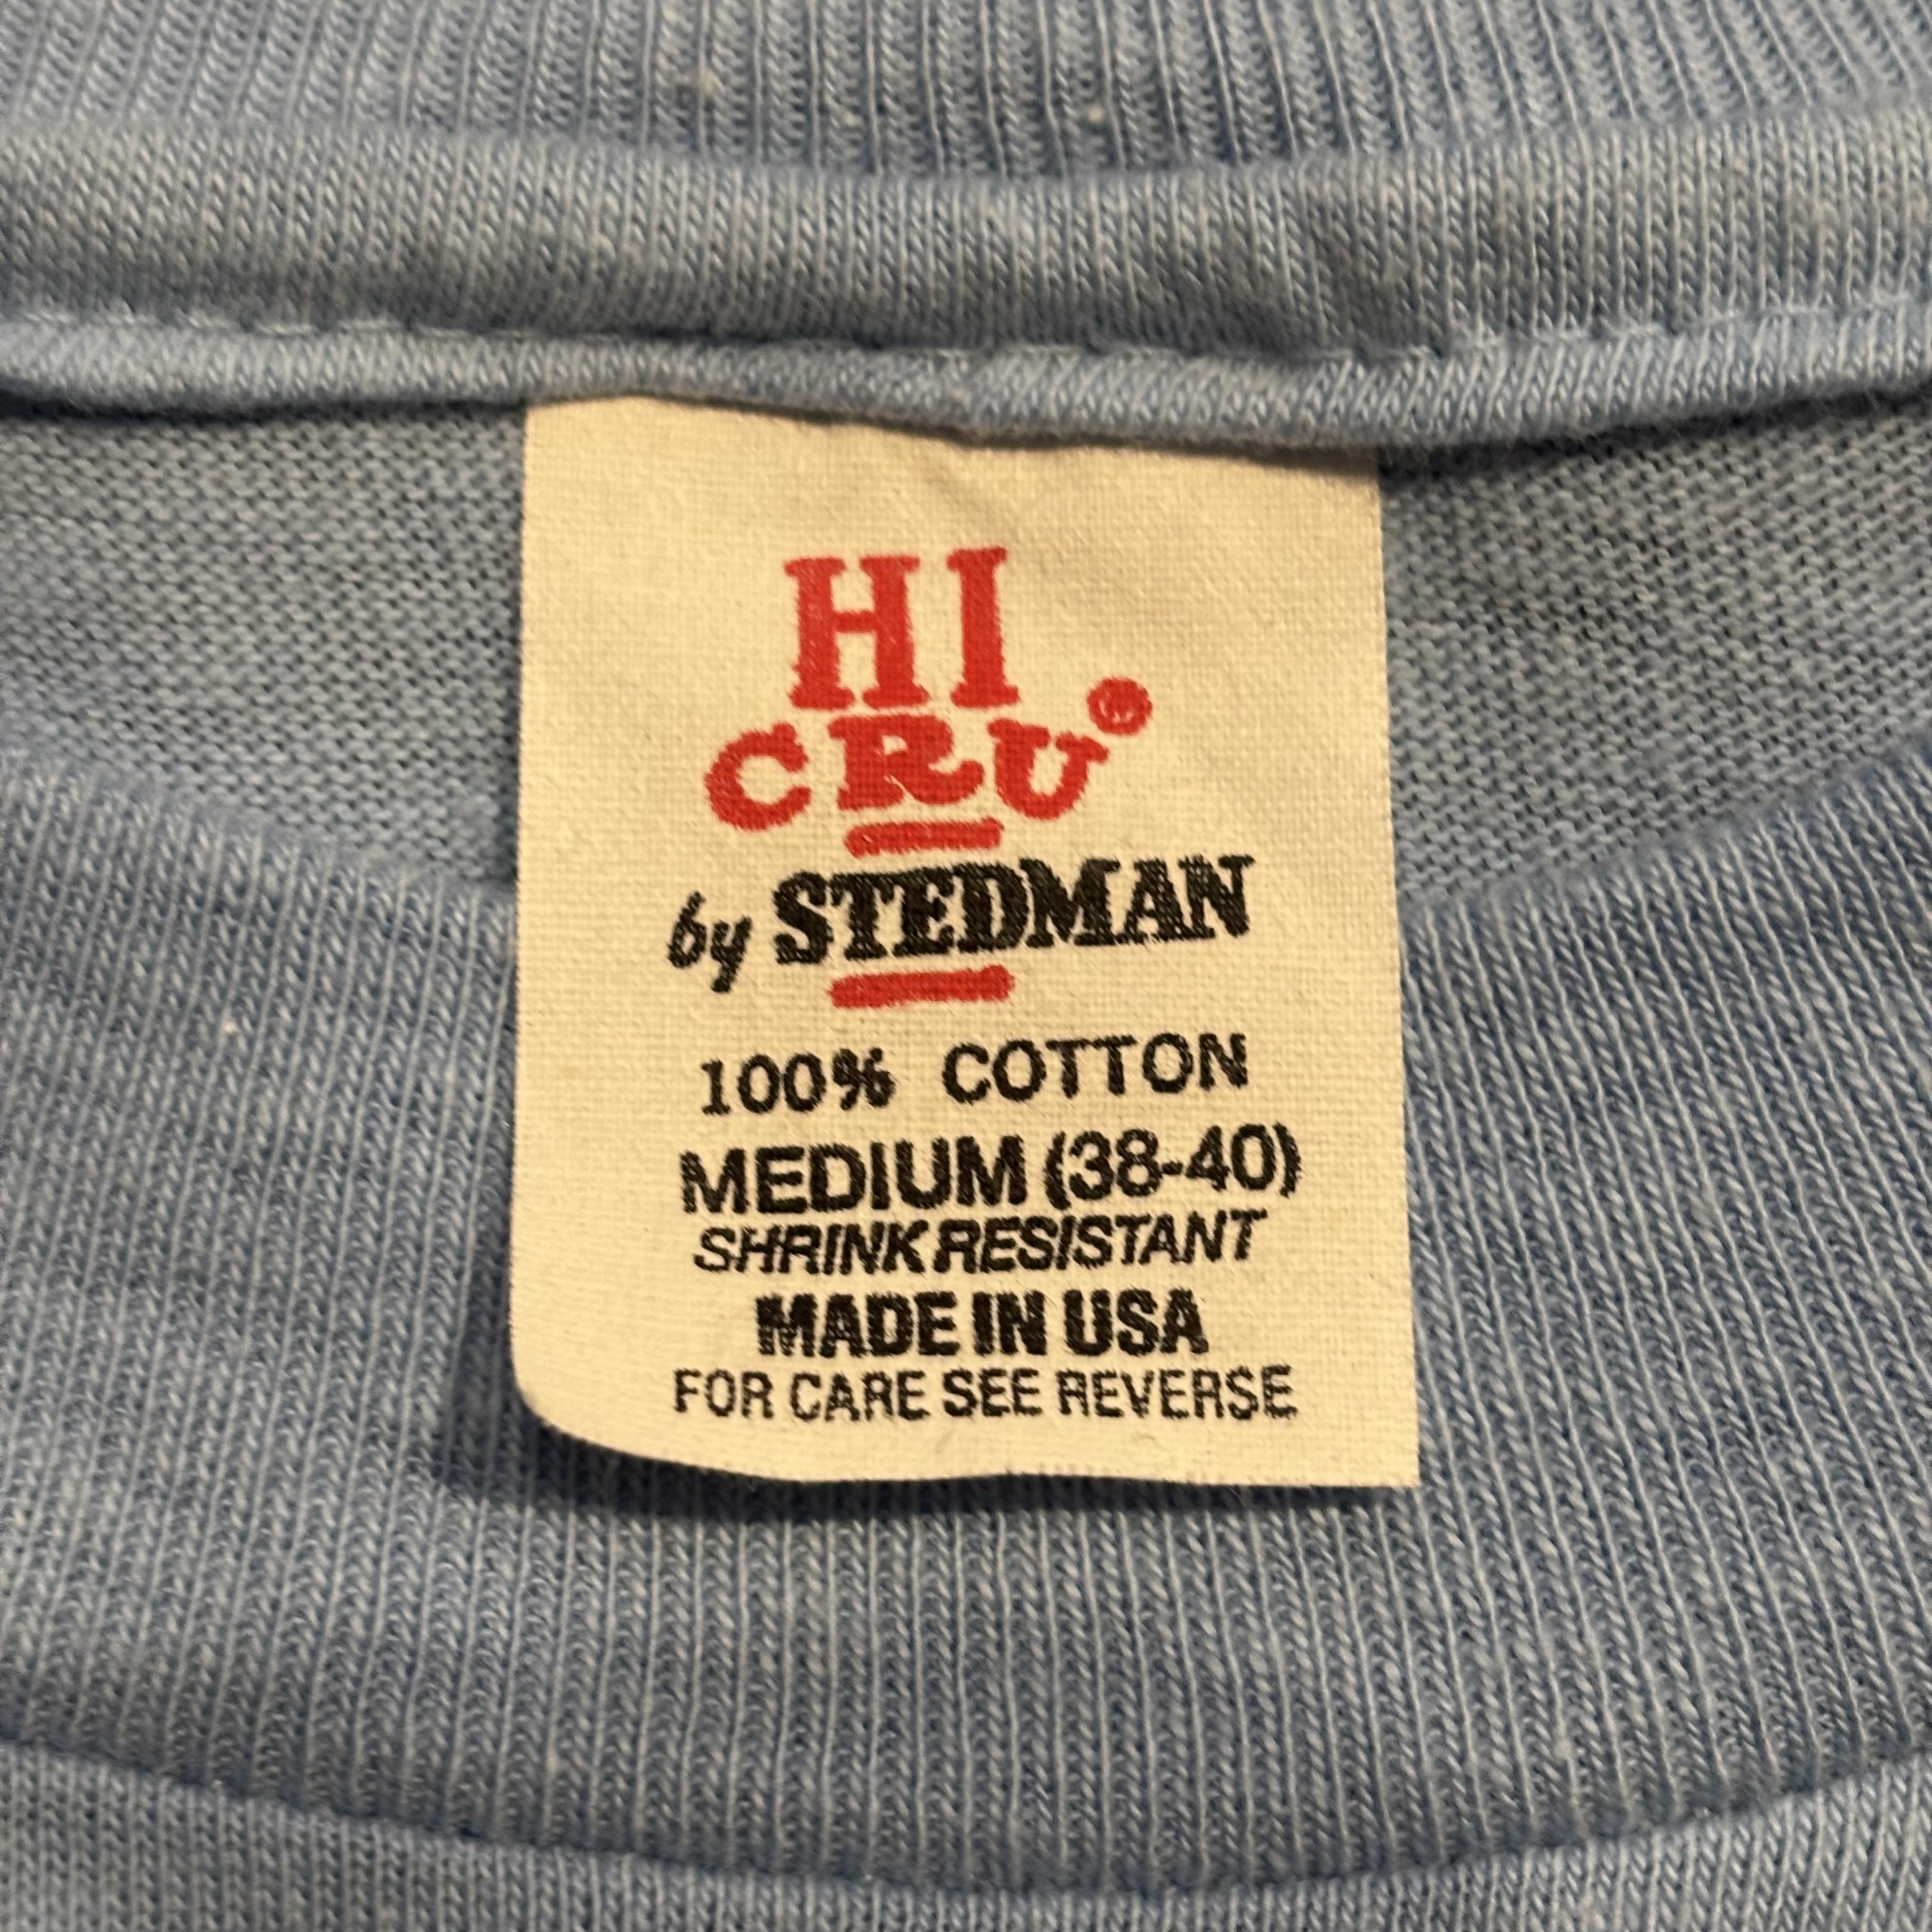 HI
CRU®
by STEDMAN
100% COTTON
MEDIUM (38-40)
SHRINK RESISTANT
MADE IN USA
FOR CARE SEE REVERSE